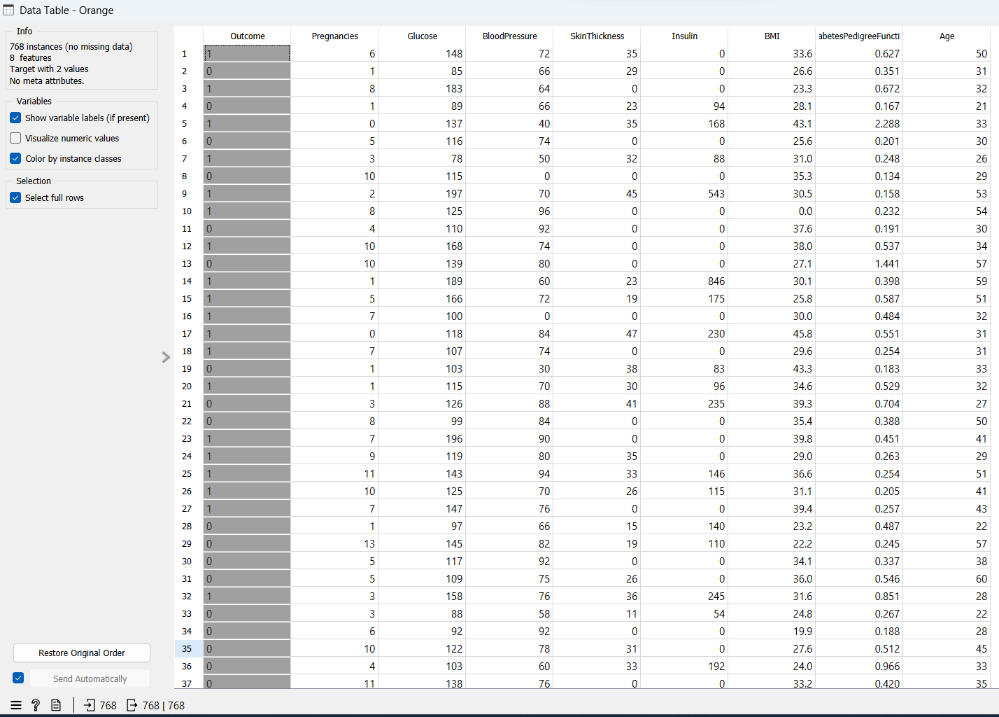 Data Table - Orange
Info
768 instances (no missing data)
8 features
Target with 2 values
No meta attributes.
Variables
Show variable labels (if present)
Visualize numeric values
Color by instance classes
Selection
Select full rows
Restore Original Order
Send Automatically
768
768 | 768
Outcome Pregnancies Glucose BloodPressure SkinThickness Insulin BMI abetesPedigreeFuncti Age
1 1 6 148 72 35 0 33.6 0.627 50
2 0 1 85 66 29 0 26.6 0.351 31
3 1 8 183 64 0 0 23.3 0.672 32
4 0 1 89 66 23 94 28.1 0.167 21
5 1 0 137 40 35 168 43.1 2.288 33
6 0 5 116 74 0 0 25.6 0.201 30
7 1 3 78 50 32 88 31.0 0.248 26
8 0 10 115 0 0 0 35.3 0.134 29
9 1 2 197 70 45 543 30.5 0.158 53
10 1 8 125 96 0 0 0.0 0.232 54
11 0 4 110 92 0 0 37.6 0.191 30
12 1 10 168 74 0 0 38.0 0.537 34
13 0 10 139 80 0 0 27.1 1.441 57
14 1 1 189 60 23 846 30.1 0.398 59
15 1 5 166 72 19 175 25.8 0.587 51
16 1 7 100 0 0 0 30.0 0.484 32
17 1 0 118 84 47 230 45.8 0.551 31
18 1 7 107 74 0 0 29.6 0.254 31
19 0 1 103 30 38 83 43.3 0.183 33
20 1 1 115 70 30 96 34.6 0.529 32
21 0 3 126 88 41 235 39.3 0.704 27
22 0 8 99 84 0 0 35.4 0.388 50
23 1 7 196 90 0 0 39.8 0.451 41
24 1 9 119 80 35 0 29.0 0.263 29
25 1 11 143 94 33 146 36.6 0.254 51
26 1 10 125 70 26 115 31.1 0.205 41
27 1 7 147 76 0 0 39.4 0.257 43
28 0 1 97 66 15 140 23.2 0.487 22
29 0 13 145 82 19 110 22.2 0.245 57
30 0 5 117 92 0 0 34.1 0.337 38
31 0 5 109 75 26 0 36.0 0.546 60
32 1 3 158 76 36 245 31.6 0.851 28
33 0 3 88 58 11 54 24.8 0.267 22
34 0 6 92 92 0 0 19.9 0.188 28
35 0 10 122 78 31 0 27.6 0.512 45
36 0 4 103 60 33 192 24.0 0.966 33
37 0 11 138 76 0 0 33.2 0.420 35